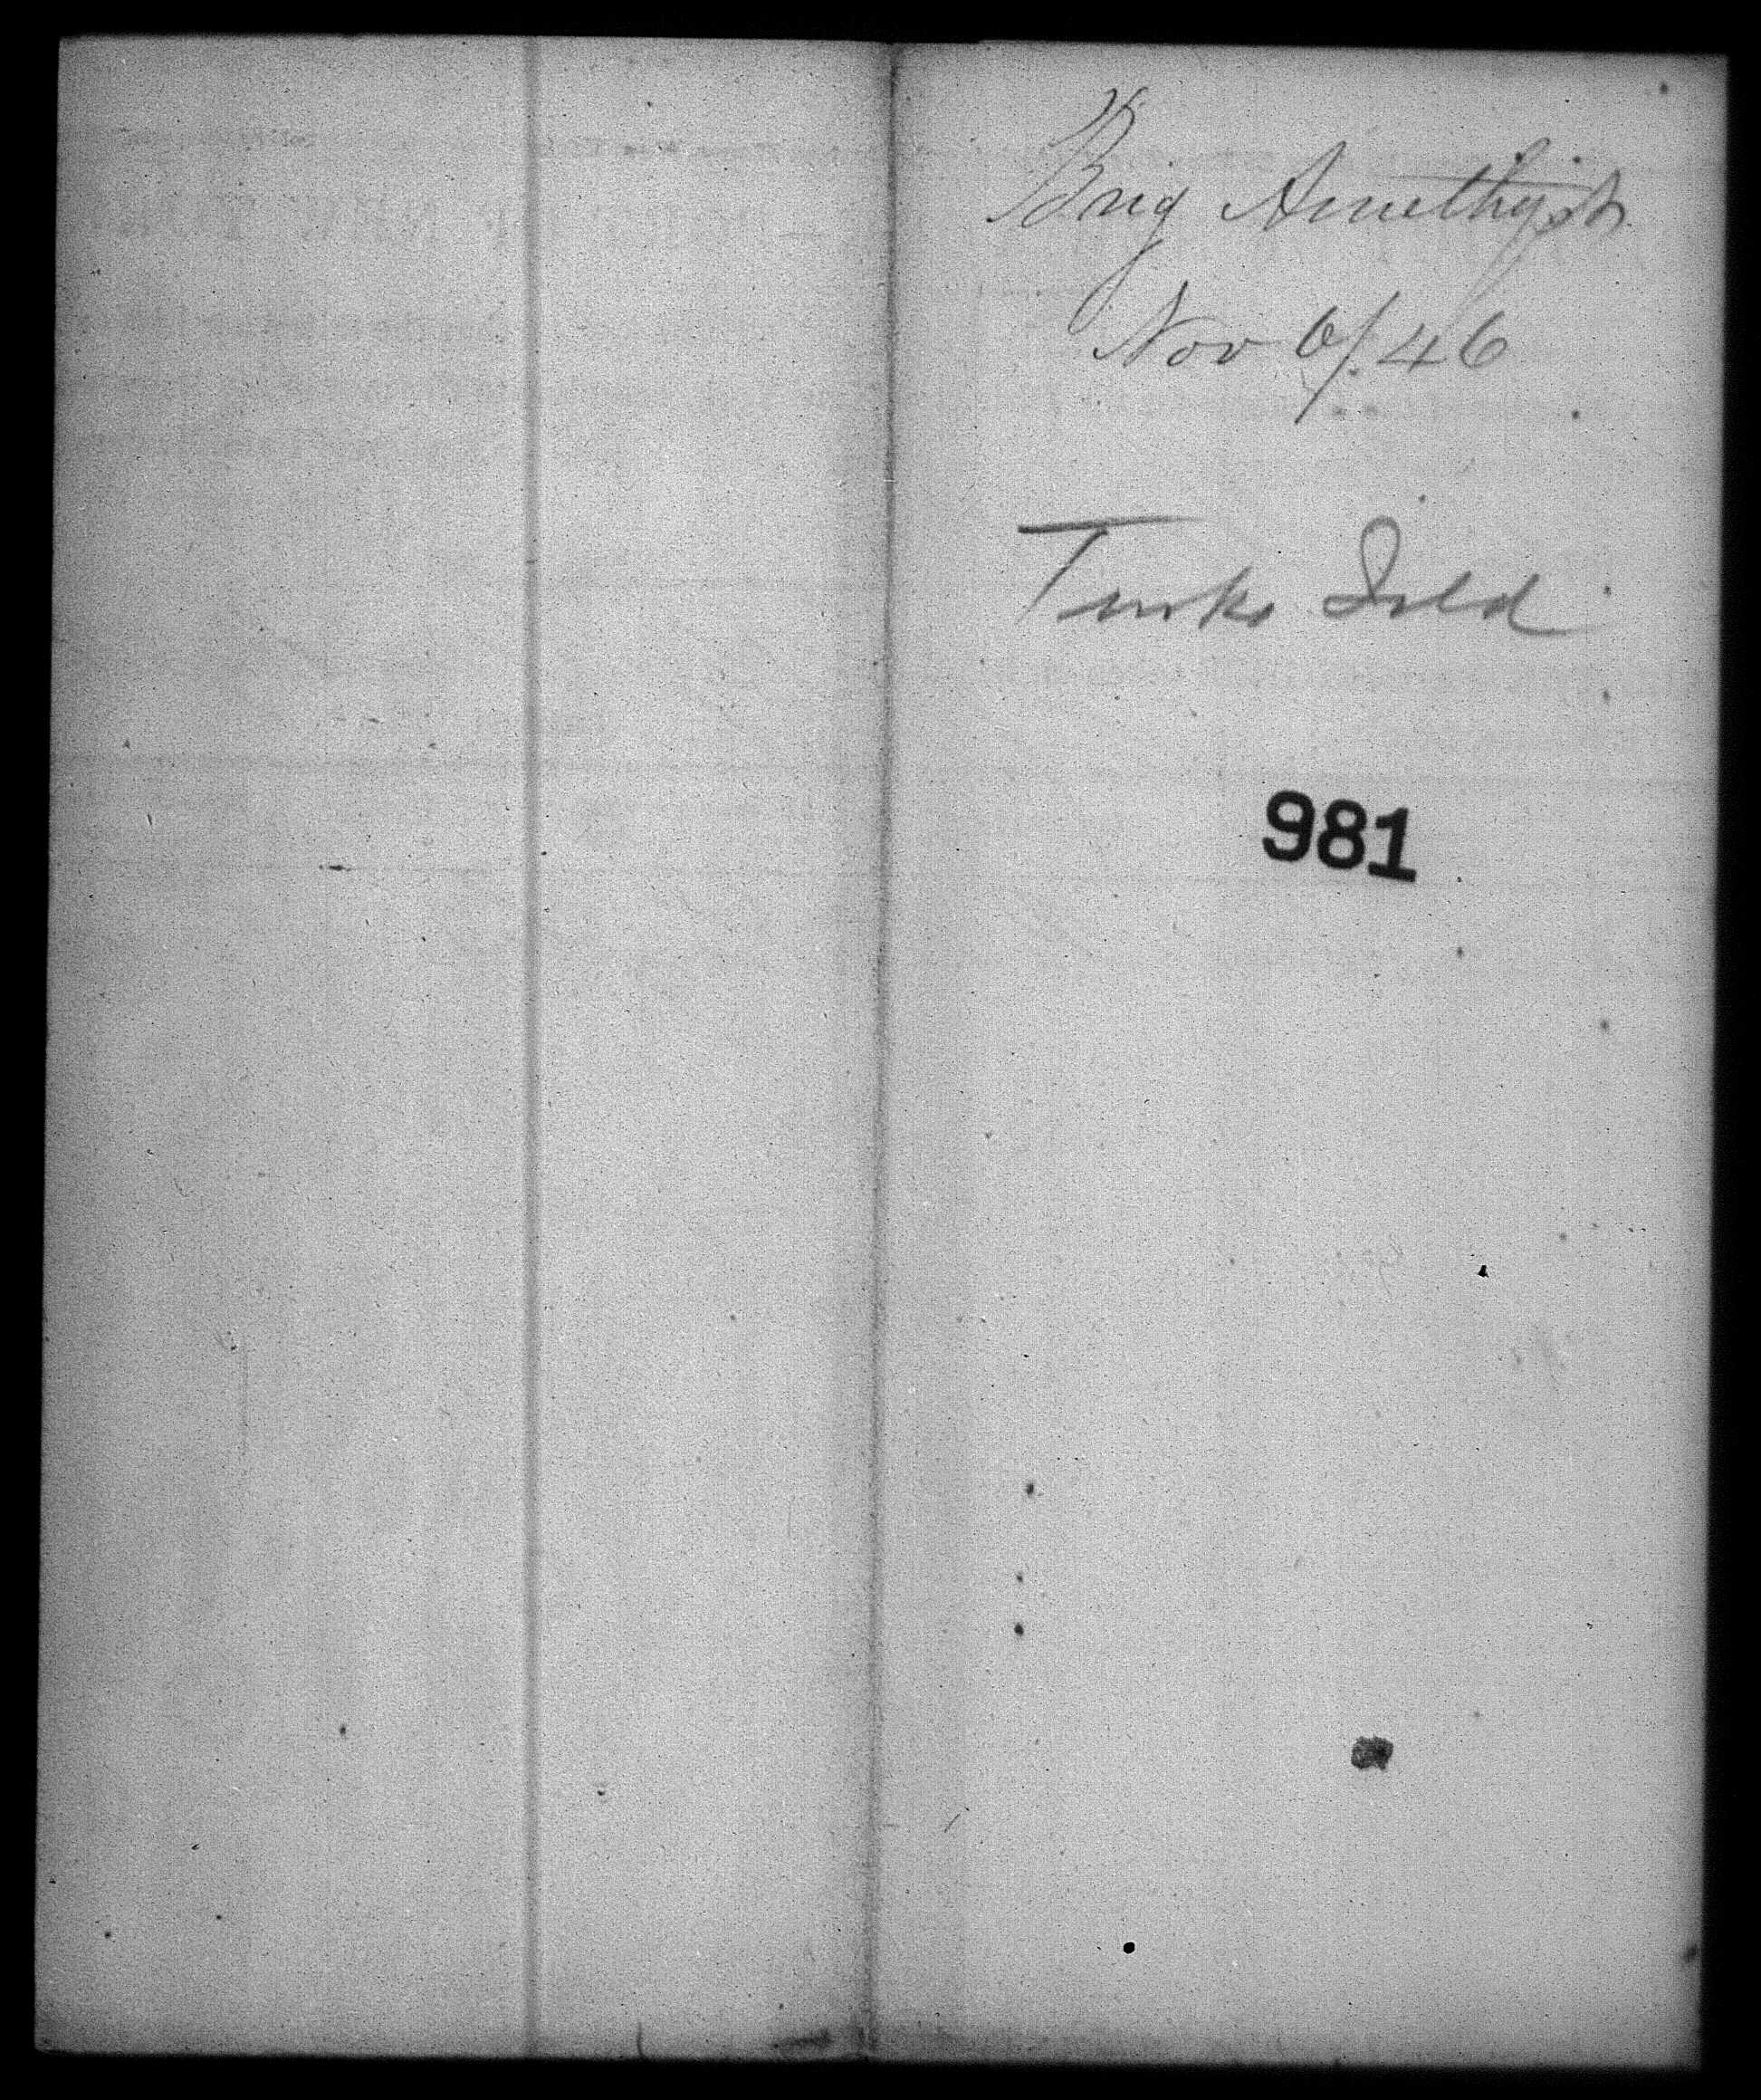 Brig Amethyst
Nov 6/.46
Turks Isld
981